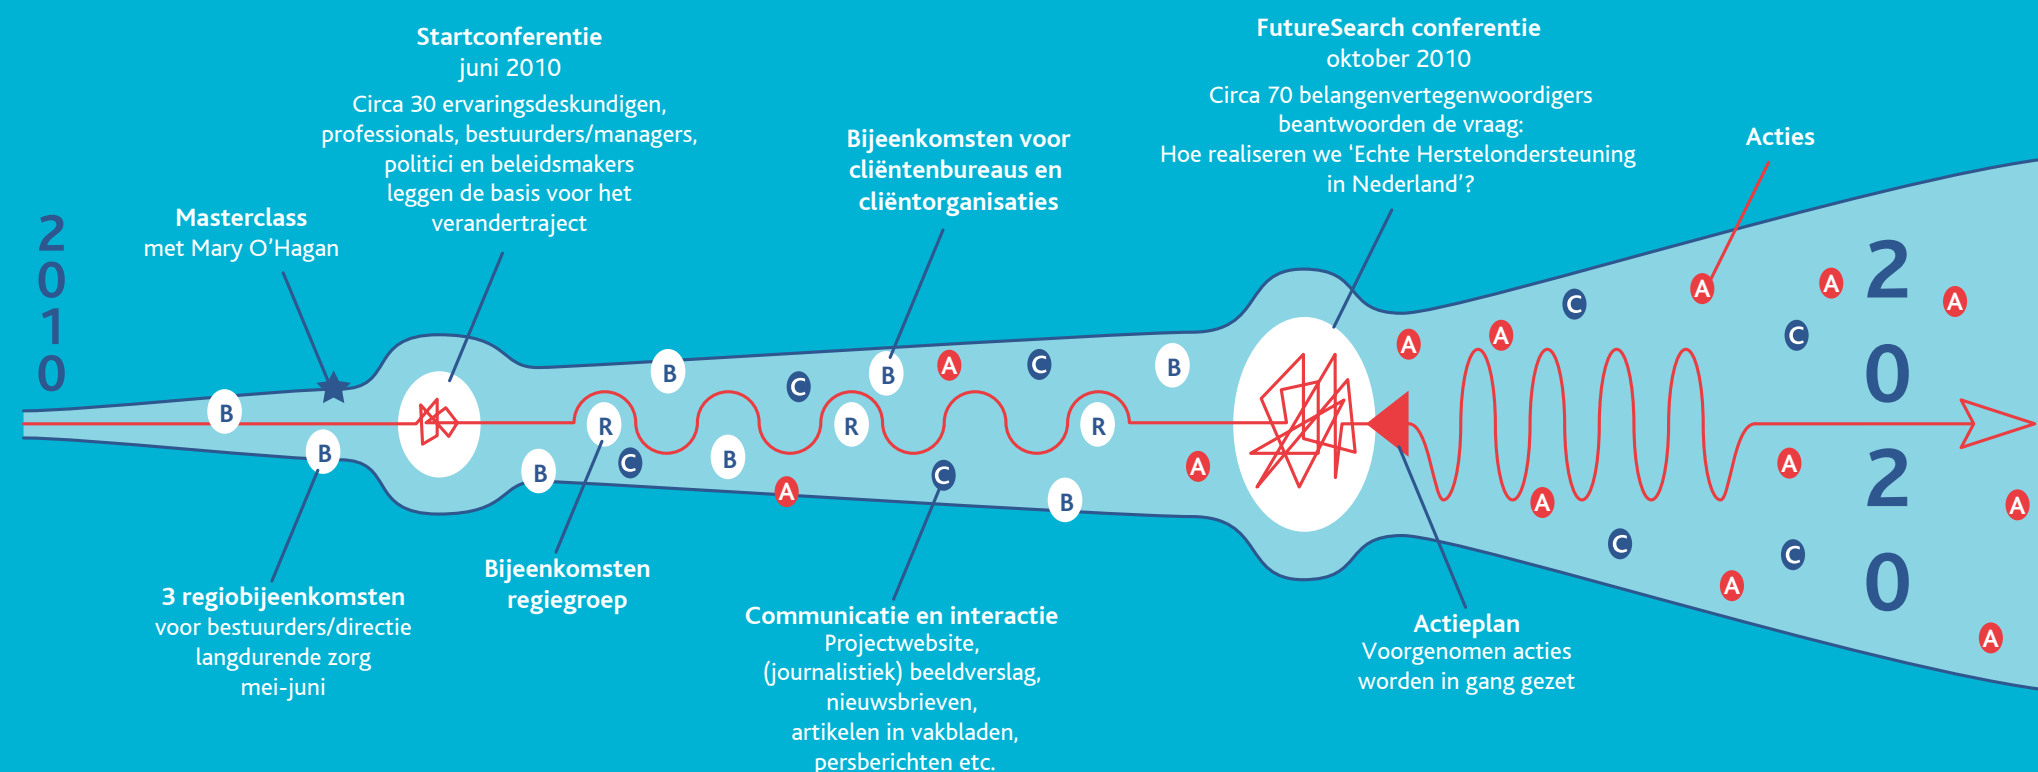 2
0
1
0
Masterclass
met Mary O'Hagan
Startconferentie
juni 2010
Circa 30 ervaringsdeskundigen,
professionals, bestuurders/managers,
politici en beleidsmakers
leggen de basis voor het
verandertraject
Bijeenkomsten voor
cliëntenbureaus en
cliëntorganisaties
FutureSearch conferentie
oktober 2010
Circa 70 belangenvertegenwoordigers
beantwoorden de vraag:
Hoe realiseren we ‘Echte Herstelondersteuning
in Nederland’?
Acties
B
B
B
R
C
B
B
A
C
R
B
A
C
C
R
B
B
A
A
A
C
A
A
C
A
A
A
C
C
A
A
A
2
0
2
0
3 regiobijeenkomsten
voor bestuurders/directie
langdurende zorg
mei-juni
Bijeenkomsten
regiegroep
Communicatie en interactie
Projectwebsite,
(journalistiek) beeldverslag,
nieuwsbrieven,
artikelen in vakbladen,
persberichten etc.
Actieplan
Voorgenomen acties
worden in gang gezet